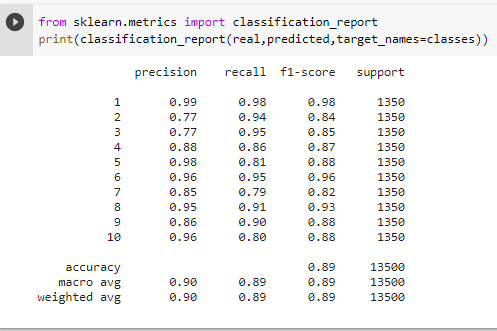 from sklearn.metrics import classification_report
print(classification_report(real,predicted,target_names=classes))
precision recall f1-score support
1 0.99 0.98 0.98 1350
2 0.77 0.94 0.84 1350
3 0.77 0.95 0.85 1350
4 0.88 0.86 0.87 1350
5 0.98 0.81 0.88 1350
6 0.96 0.95 0.96 1350
7 0.85 0.79 0.82 1350
8 0.95 0.91 0.93 1350
9 0.86 0.90 0.88 1350
10 0.96 0.80 0.88 1350
accuracy 0.89 13500
macro avg 0.90 0.89 0.89 13500
weighted avg 0.90 0.89 0.89 13500